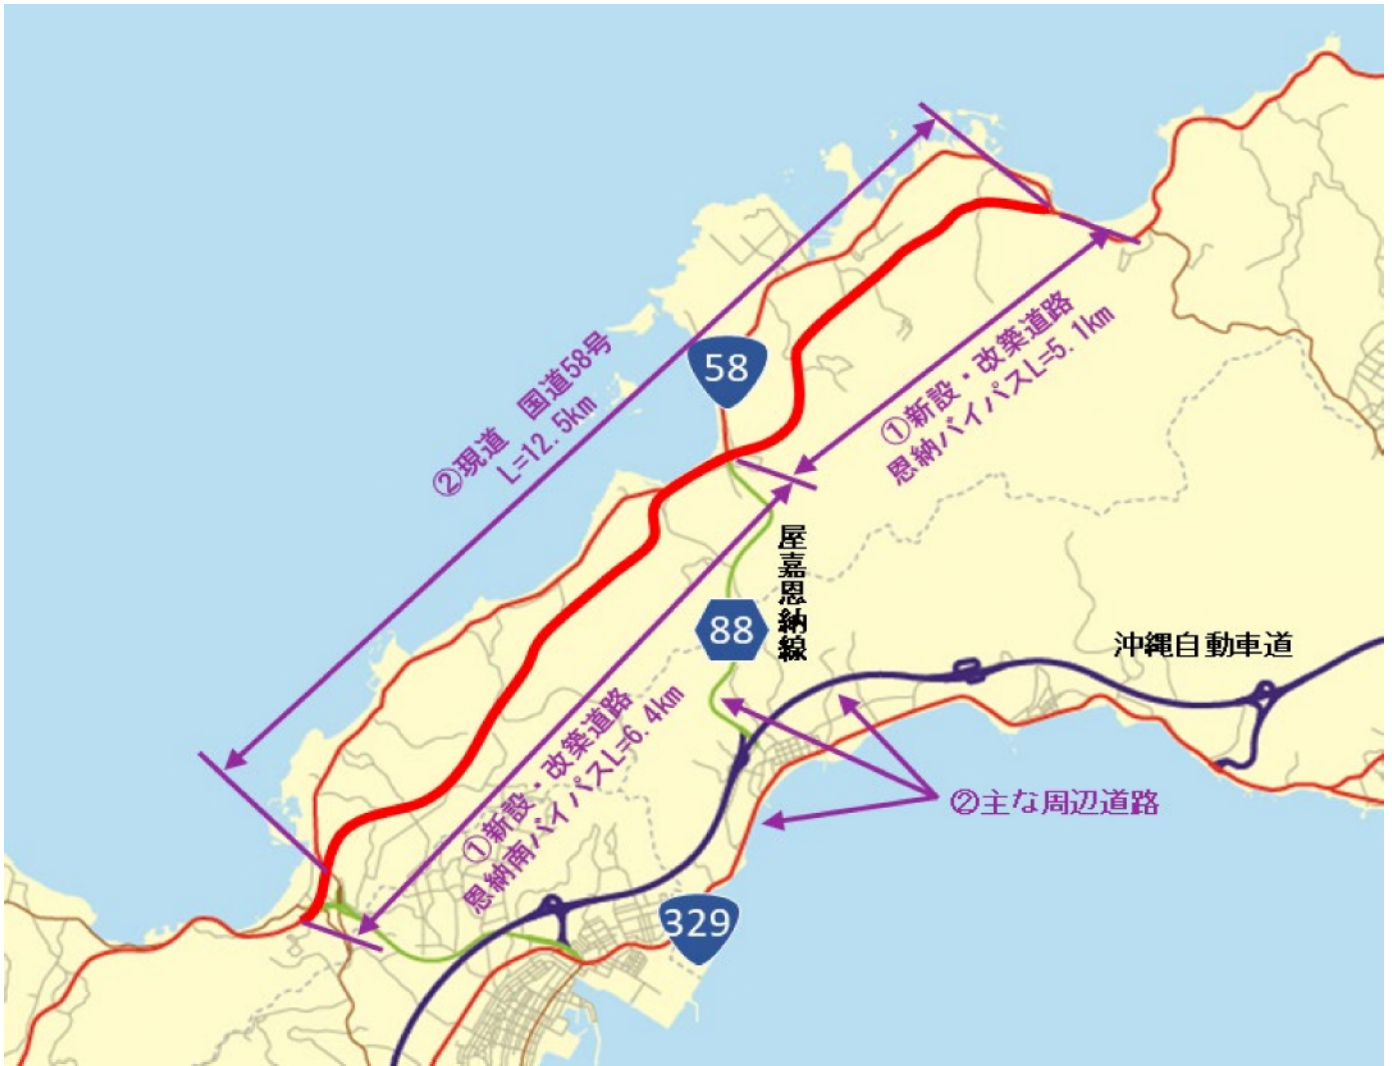 ②現道 国道58号
L=12.5km
58
①新設・改築道路
恩納バイパスL=5.1km
屋嘉恩納線
88
沖縄自動車道
①新設・改築道路
恩納南バイパスL=6.4km
②主な周辺道路
329